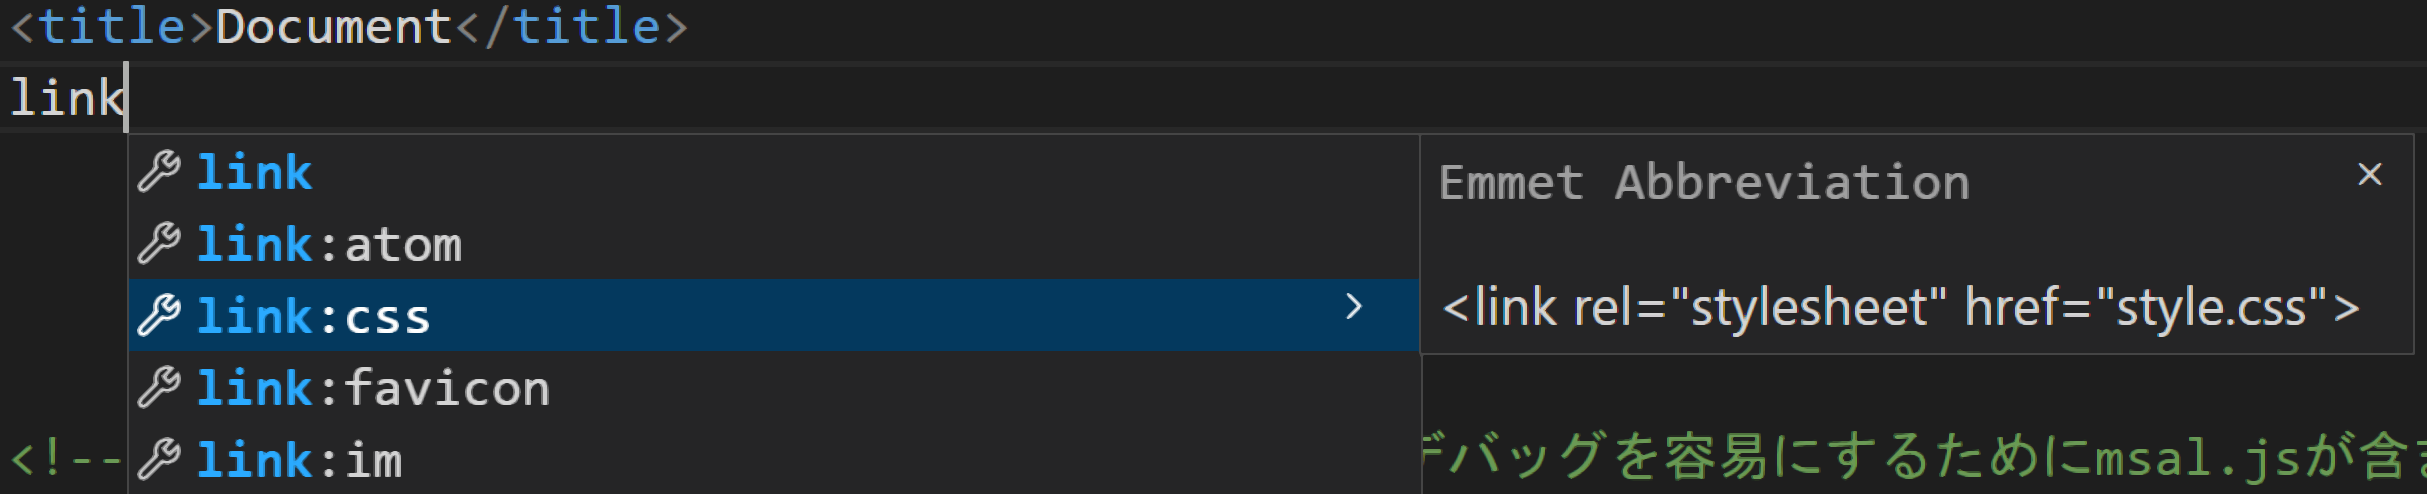 <title>Document</title>
link
link
link:atom
link:css
link:favicon
link:im
Emmet Abbreviation
<link rel="stylesheet" href="style.css">
<!--
デバッグを容易にするためにmsal.jsが含ま